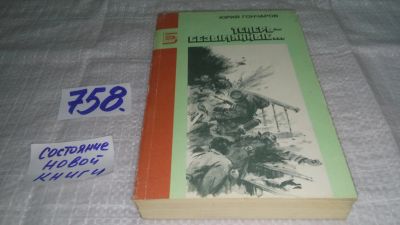 ЮРИЙ ГОНЧАРОВ
ТЕПЕРЬ—
БЕЗЫМЯННЫЕ...
758.
СОСТОЯНИЕ
НОВОЙ
КНИГИ